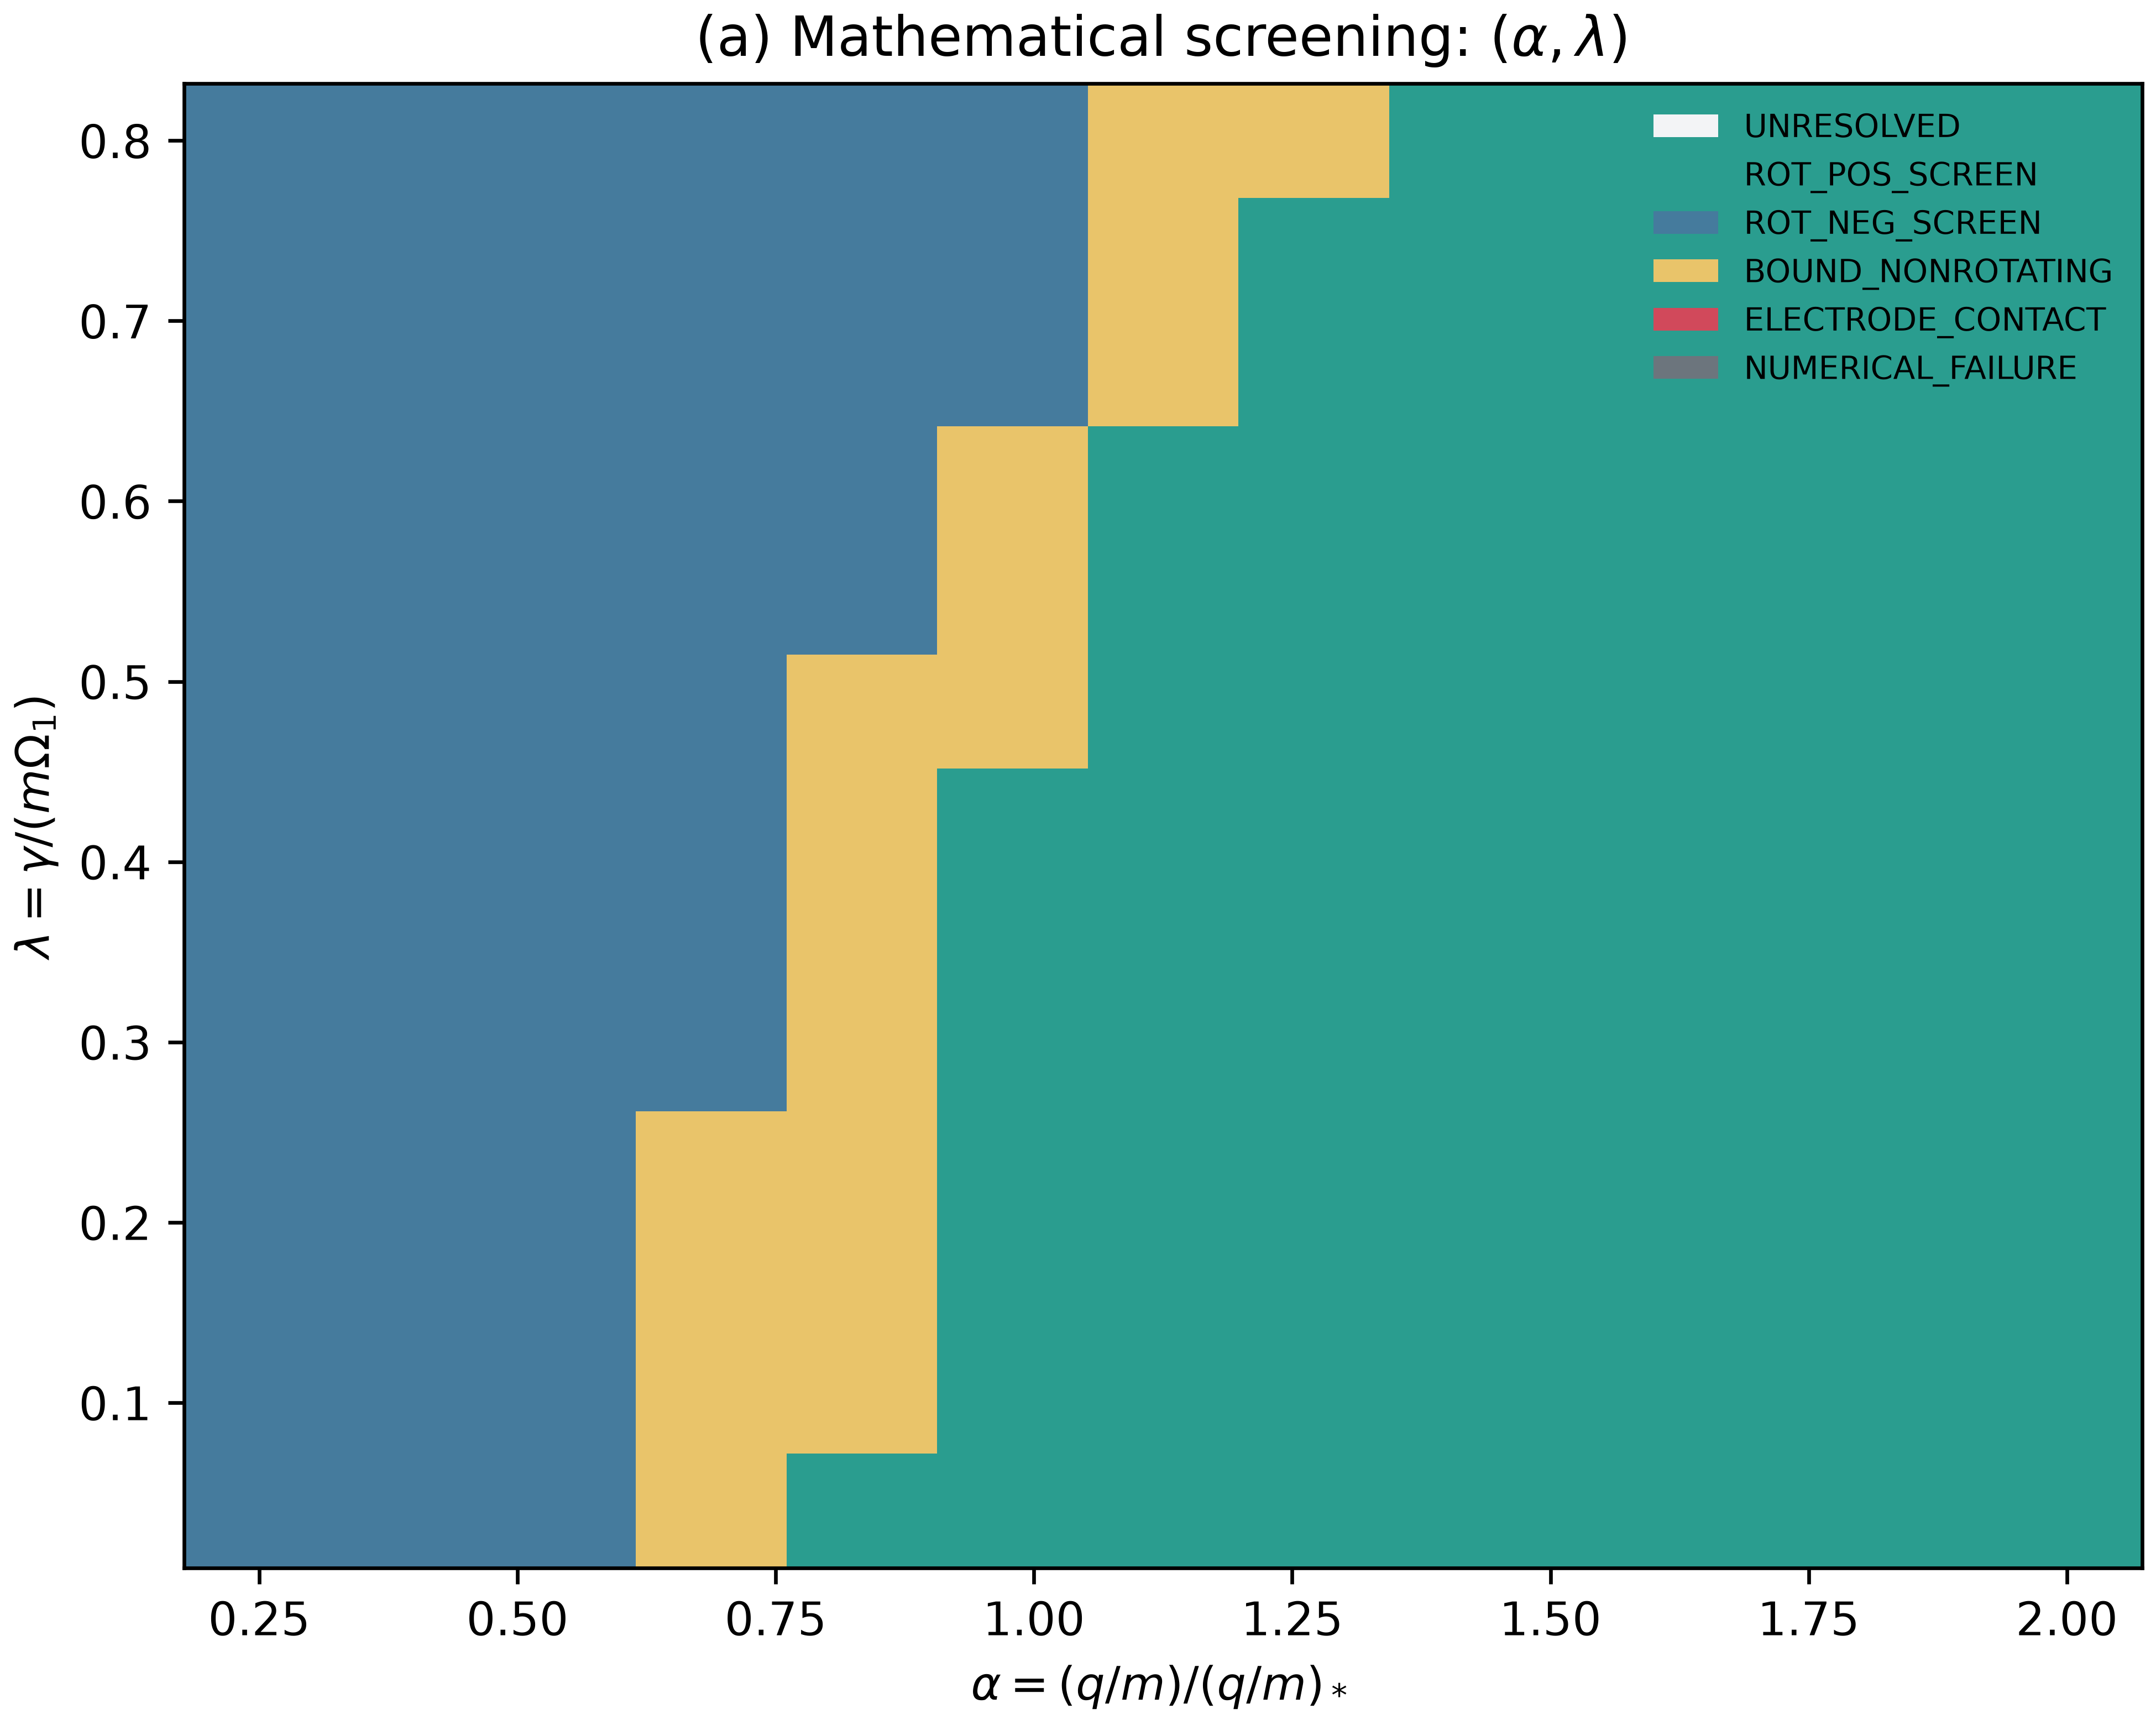 (a) Mathematical screening: (α, λ)
UNRESOLVED
ROT_POS_SCREEN
ROT_NEG_SCREEN
BOUND_NONROTATING
ELECTRODE_CONTACT
NUMERICAL_FAILURE
0.8
0.7
0.6
0.5
0.4
0.3
0.2
0.1
λ = γ/(mΩ₁)
0.25 0.50 0.75 1.00 1.25 1.50 1.75 2.00
α = (q/m)/(q/m)*